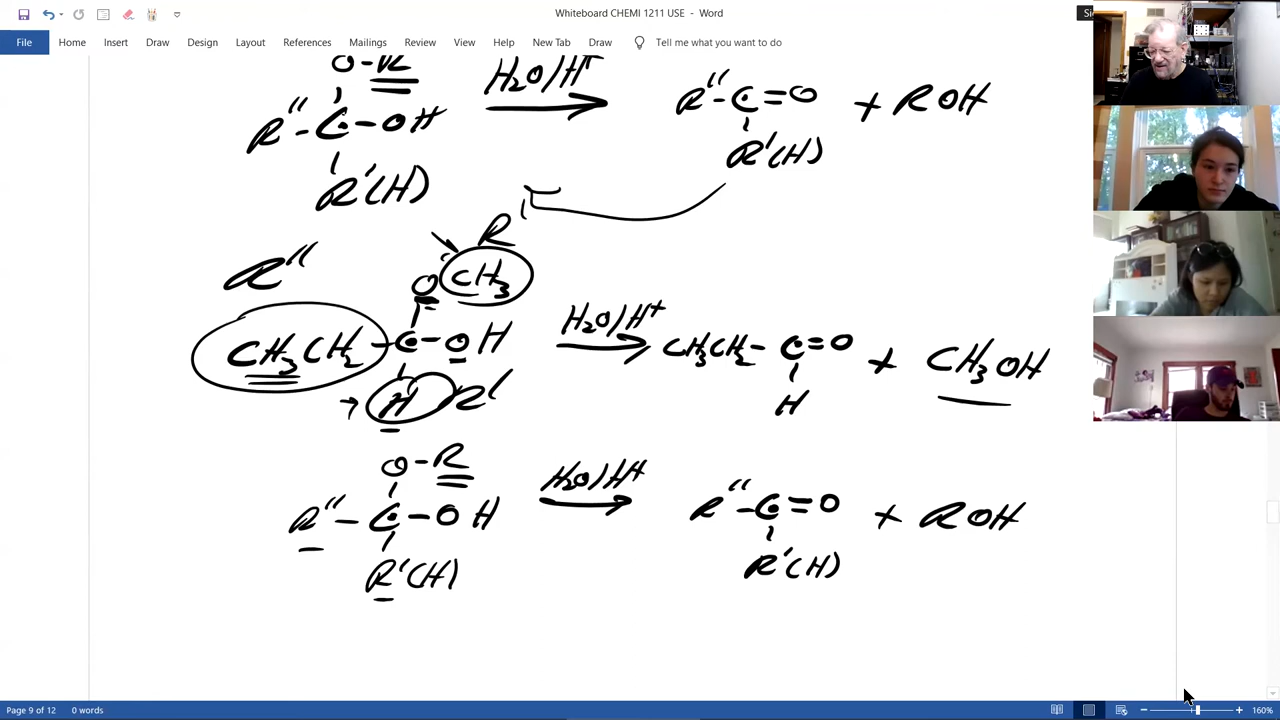 Whiteboard CHEMI 1211 USE - Word
File Home Insert Draw Design Layout References Mailings Review View Help New Tab Draw Tell me what you want to do
O-R
R''-C-OH H2O/H+ R''-C=O + ROH
R'(H) R'(H)
R'' R R'
O CH3
CH3CH2-C-OH H2O/H+ CH3CH2-C=O + CH3OH
H R' H
O-R
R''-C-OH H2O/H+ R''-C=O + ROH
R'(H) R'(H)
Page 9 of 12 0 words 160%